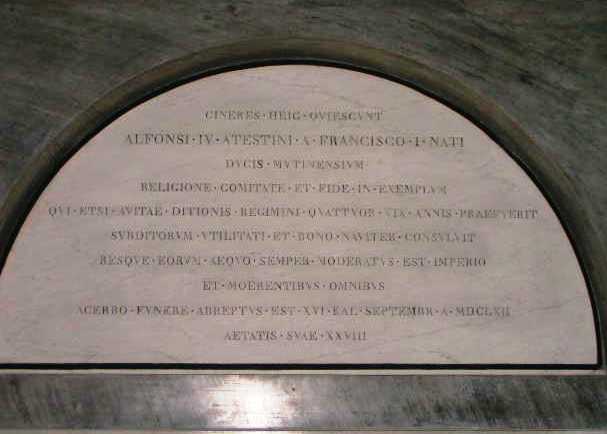 CINERES·HEIC·QVIESCVNT
ALFONSI·IV·ATESTINI·A·FRANCISCO·I·NATI
DVCIS·MVTINENSIVM
RELIGIONE·COMITATE·ET·FIDE·IN·EXEMPLVM
QVI·ETSI·AVITAE·DITIONIS·REGIMINI·QVATTVOR·VIX·ANNIS·PRAEFVERIT
SVBDITORVM·VTILITATI·ET·BONO·NAVITER·CONSVLVIT
RESQVE·EORVM·AEQVO·SEMPER·MODERATVS·EST·IMPERIO
ET·MOERENTIBVS·OMNIBVS
ACERBO·FVNERE·ABREPTVS·EST·XVI·KAL·SEPTEMBR·A·MDCLXII
AETATIS·SVAE·XXVIII